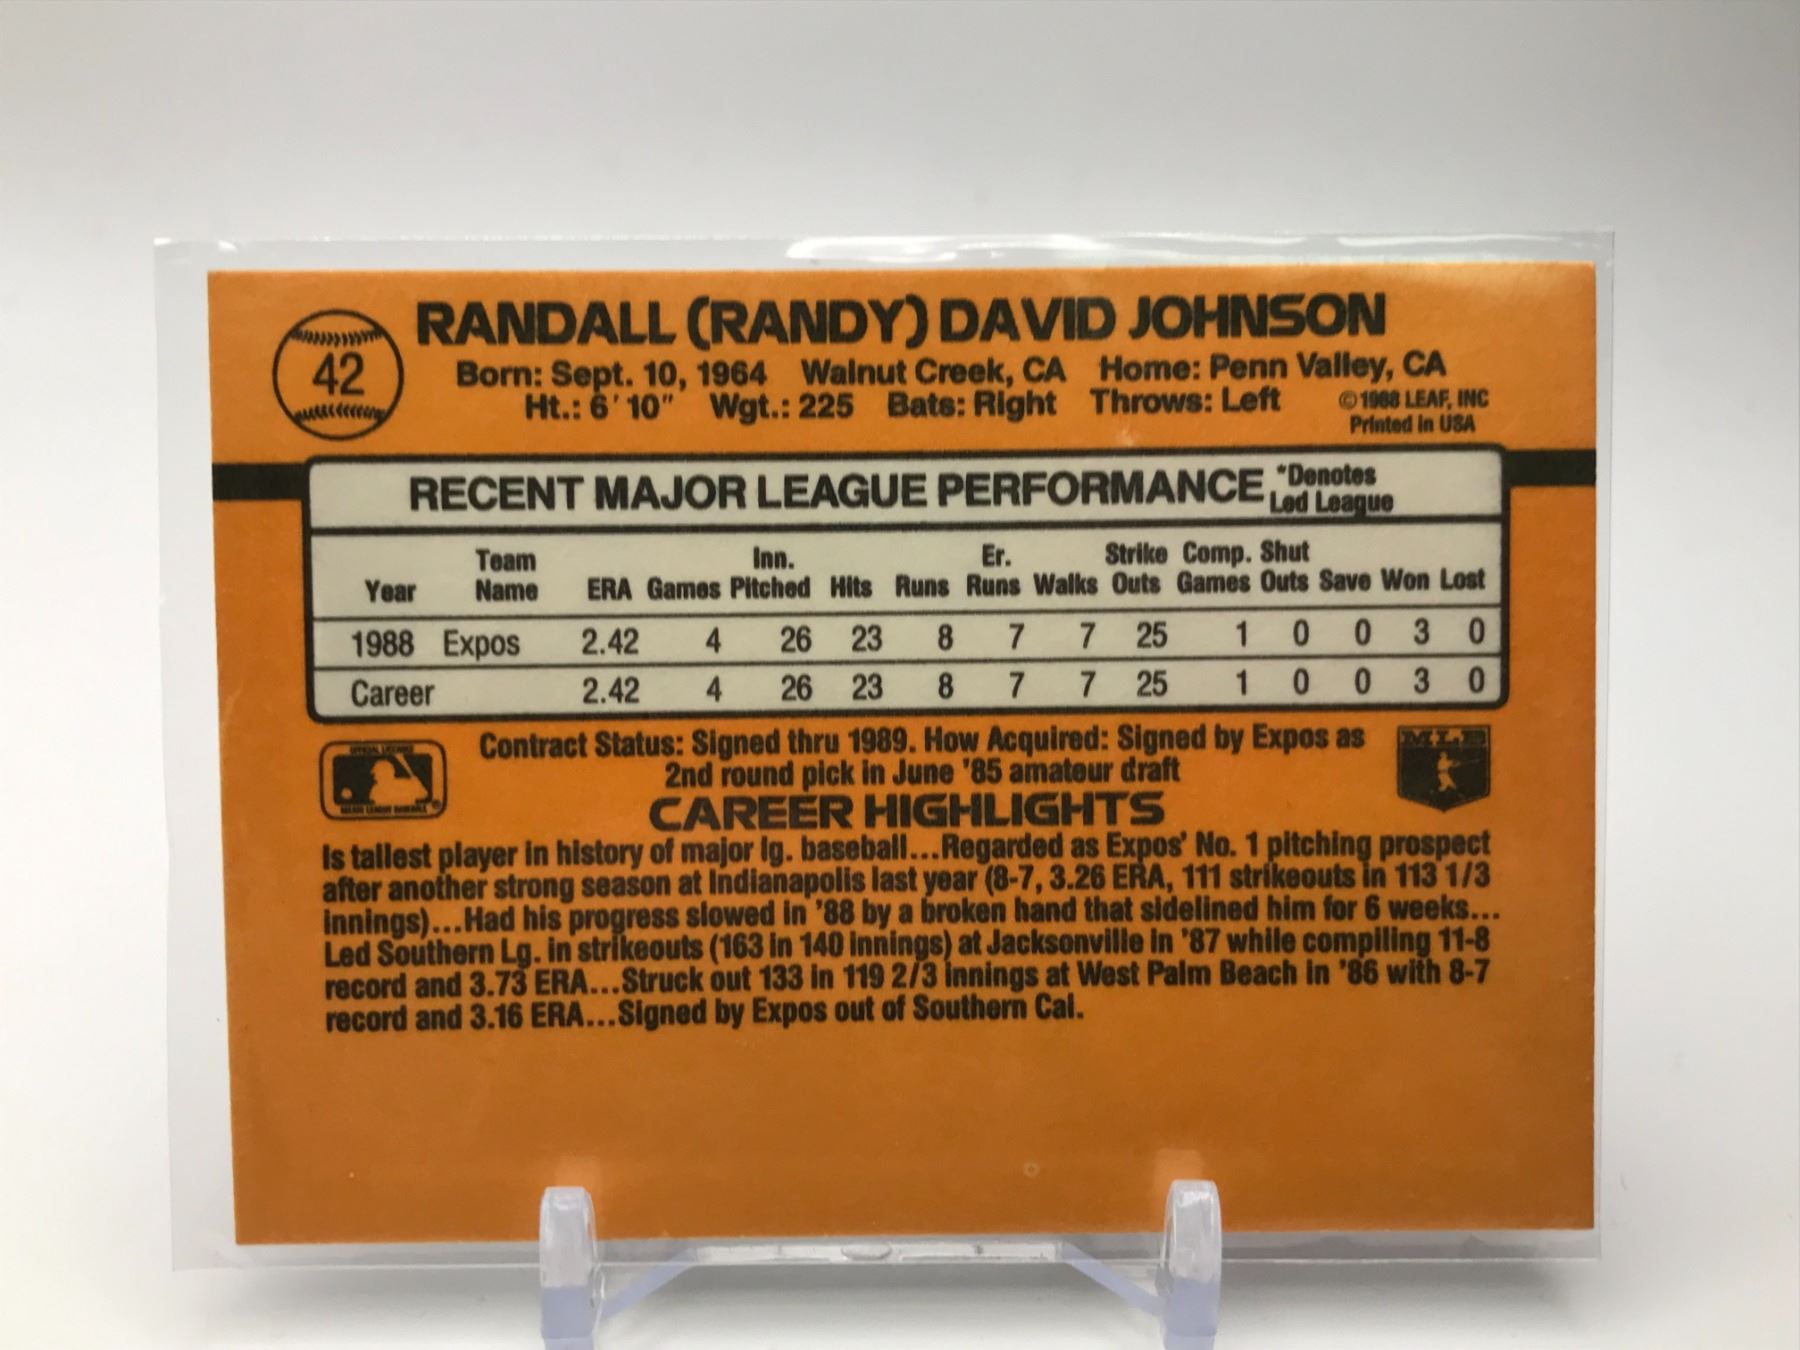 42
RANDALL (RANDY) DAVID JOHNSON
Born: Sept. 10, 1964 Walnut Creek, CA Home: Penn Valley, CA
Ht.: 6' 10" Wgt.: 225 Bats: Right Throws: Left
©1988 LEAF, INC
Printed in USA
RECENT MAJOR LEAGUE PERFORMANCE *Denotes Led League
Year Team Name ERA Games Inn. Pitched Hits Runs Er. Runs Walks Strike Outs Comp. Games Shut Outs Save Won Lost
1988 Expos 2.42 4 26 23 8 7 7 25 1 0 0 3 0
Career 2.42 4 26 23 8 7 7 25 1 0 0 3 0
Contract Status: Signed thru 1989. How Acquired: Signed by Expos as
2nd round pick in June '85 amateur draft
MLB
CAREER HIGHLIGHTS
Is tallest player in history of major lg. baseball...Regarded as Expos' No. 1 pitching prospect
after another strong season at Indianapolis last year (8-7, 3.26 ERA, 111 strikeouts in 113 1/3
innings)...Had his progress slowed in '88 by a broken hand that sidelined him for 6 weeks...
Led Southern Lg. in strikeouts (163 in 140 innings) at Jacksonville in '87 while compiling 11-8
record and 3.73 ERA...Struck out 133 in 119 2/3 innings at West Palm Beach in '86 with 8-7
record and 3.16 ERA...Signed by Expos out of Southern Cal.